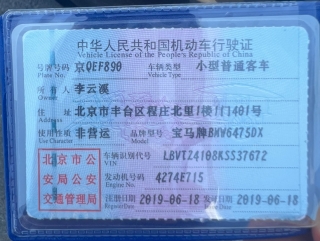 中华人民共和国机动车行驶证
Vehicle License of the People's Republic of China
号牌号码 京QEF890 车辆类型 小型普通客车
Vehicle Type
所有人 李云溪
Owner
住址 北京市丰台区程庄北里1楼1门401号
Address
使用性质 非营运 品牌型号 宝马牌BMW6475DX
Use Character
北京市公安局公安交通管理局
车辆识别代号 LBVTZ4108KSS37672
VIN
发动机号码 4274E715
Engine No.
注册日期 2019-06-18 发证日期 2019-06-18
Register Date Issue Date